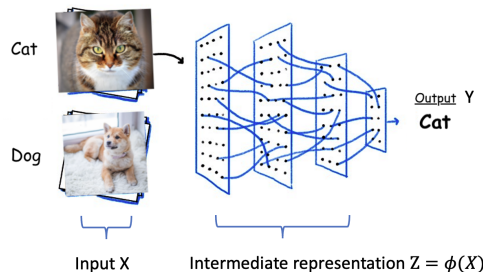 Cat
Dog
Output Y
Cat
Input X
Intermediate representation Z = ϕ(X)